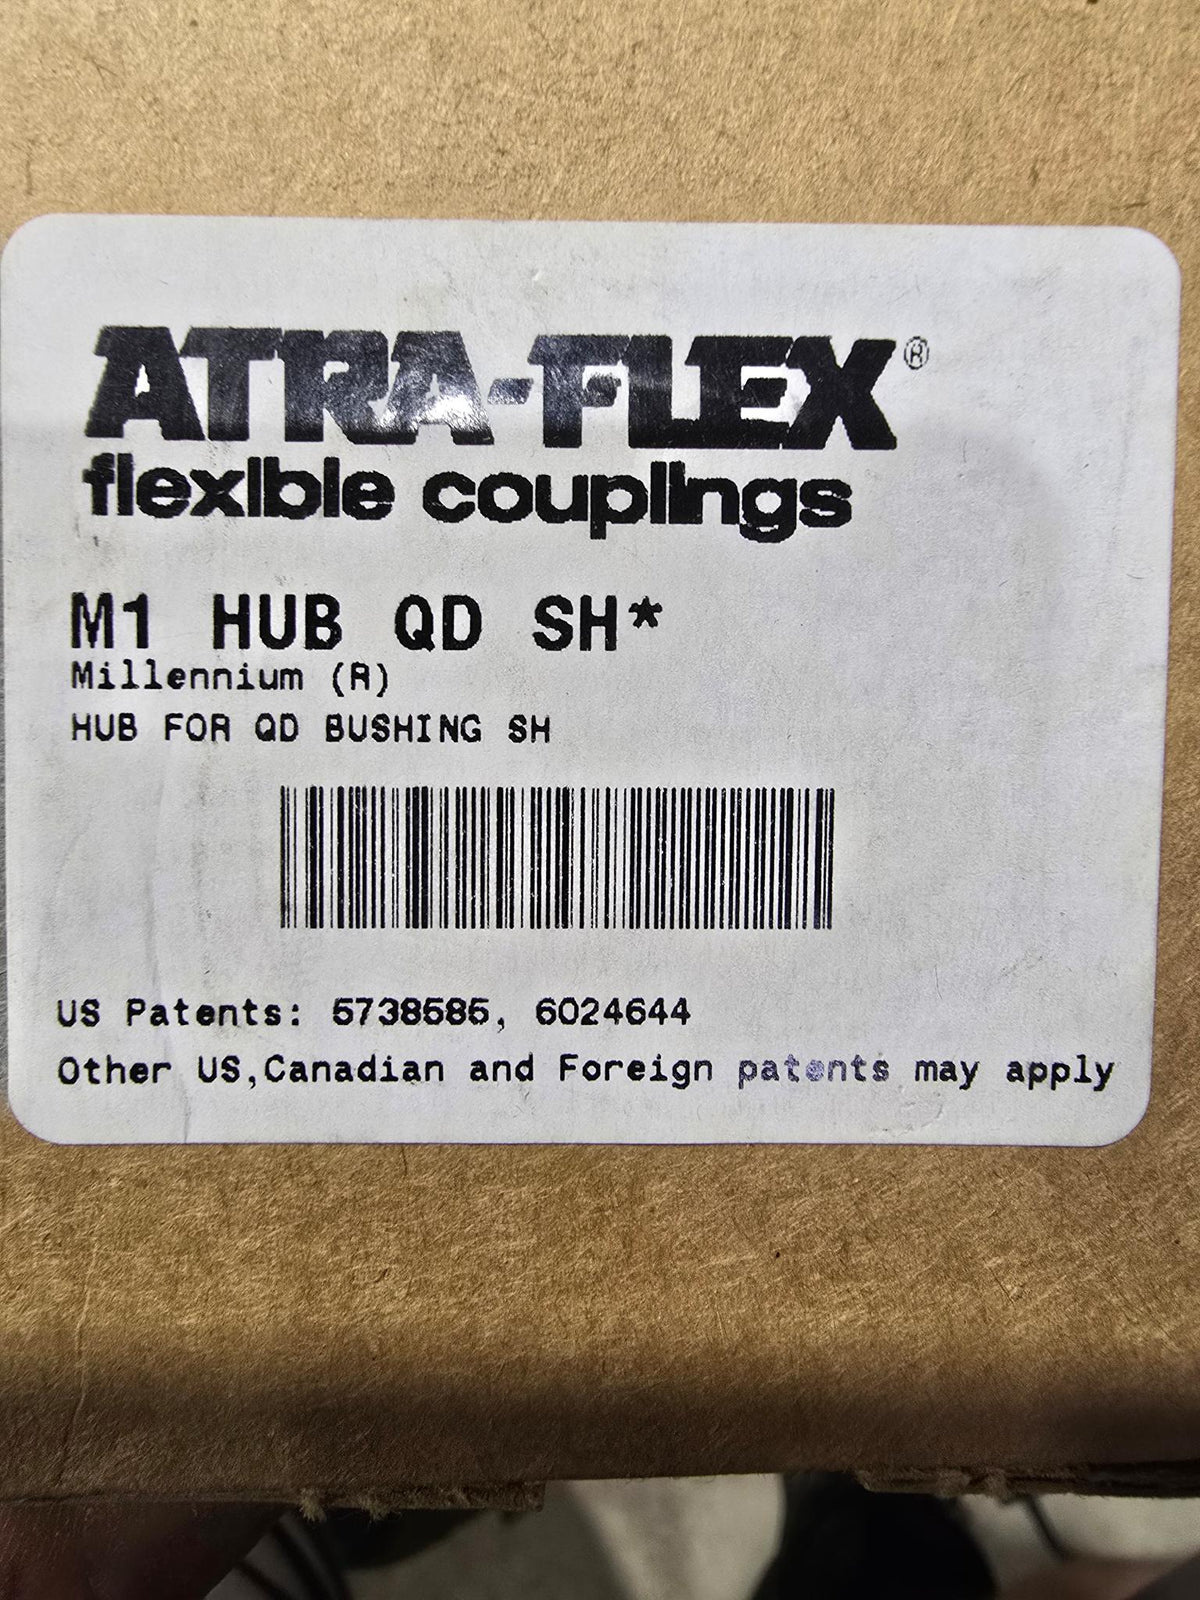 ATRA-FLEX®
flexible couplings
M1 HUB QD SH*
Millennium (R)
HUB FOR QD BUSHING SH
US Patents: 5738585, 6024644
Other US,Canadian and Foreign patents may apply